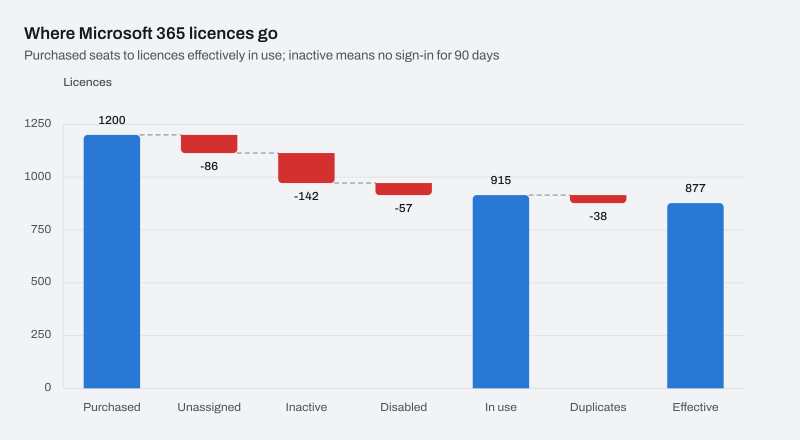 Where Microsoft 365 licences go
Purchased seats to licences effectively in use; inactive means no sign-in for 90 days
Licences
1250
1000
750
500
250
0
1200
-86
-142
-57
915
-38
877
Purchased
Unassigned
Inactive
Disabled
In use
Duplicates
Effective